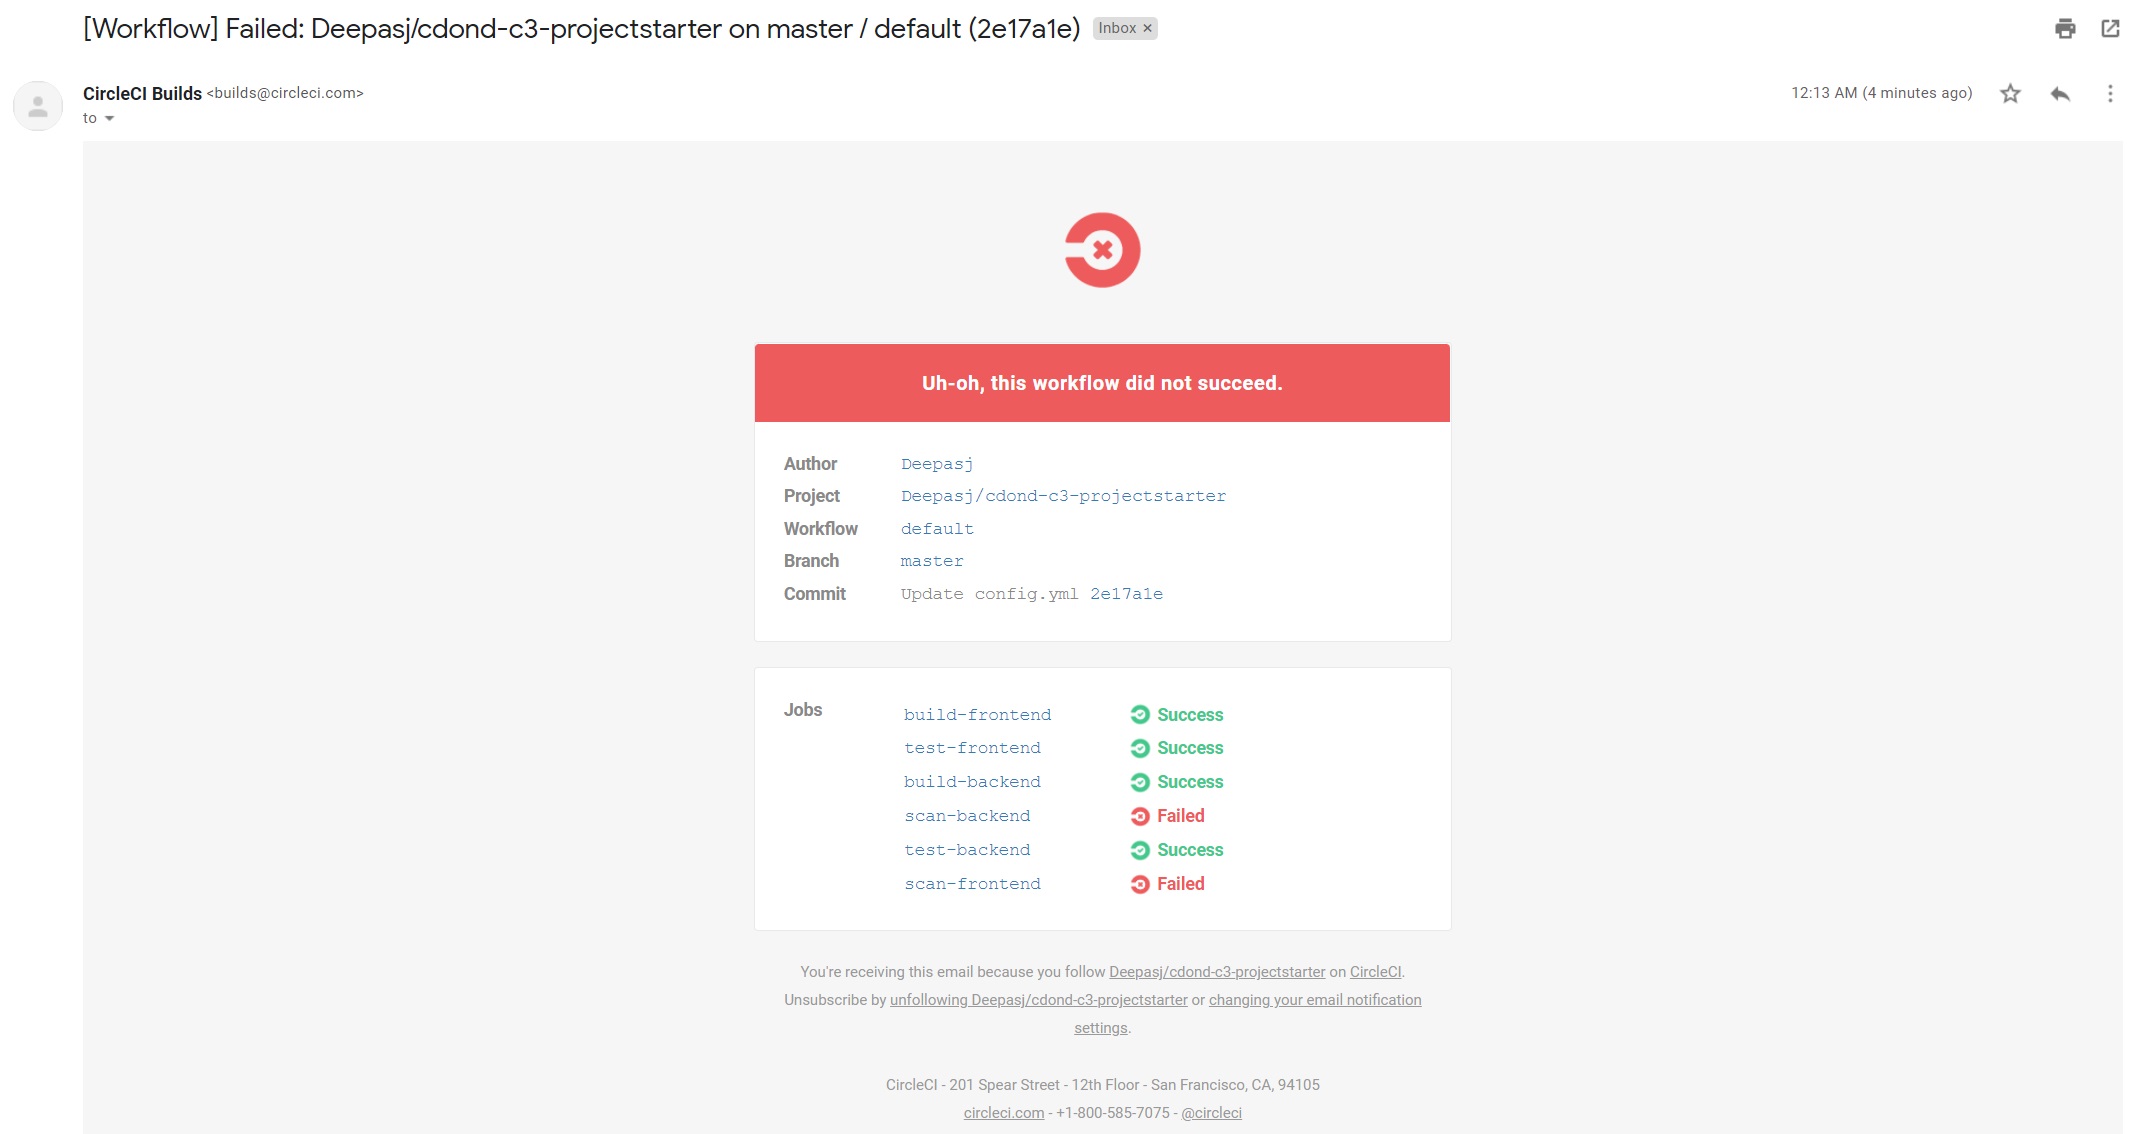 [Workflow] Failed: Deepasj/cdond-c3-projectstarter on master / default (2e17a1e) Inbox ×
CircleCI Builds <builds@circleci.com> 12:13 AM (4 minutes ago)
to
Uh-oh, this workflow did not succeed.
Author Deepasj
Project Deepasj/cdond-c3-projectstarter
Workflow default
Branch master
Commit Update config.yml 2e17a1e
Jobs build-frontend Success
test-frontend Success
build-backend Success
scan-backend Failed
test-backend Success
scan-frontend Failed
You're receiving this email because you follow Deepasj/cdond-c3-projectstarter on CircleCI.
Unsubscribe by unfollowing Deepasj/cdond-c3-projectstarter or changing your email notification
settings.
CircleCI - 201 Spear Street - 12th Floor - San Francisco, CA, 94105
circleci.com - +1-800-585-7075 - @circleci